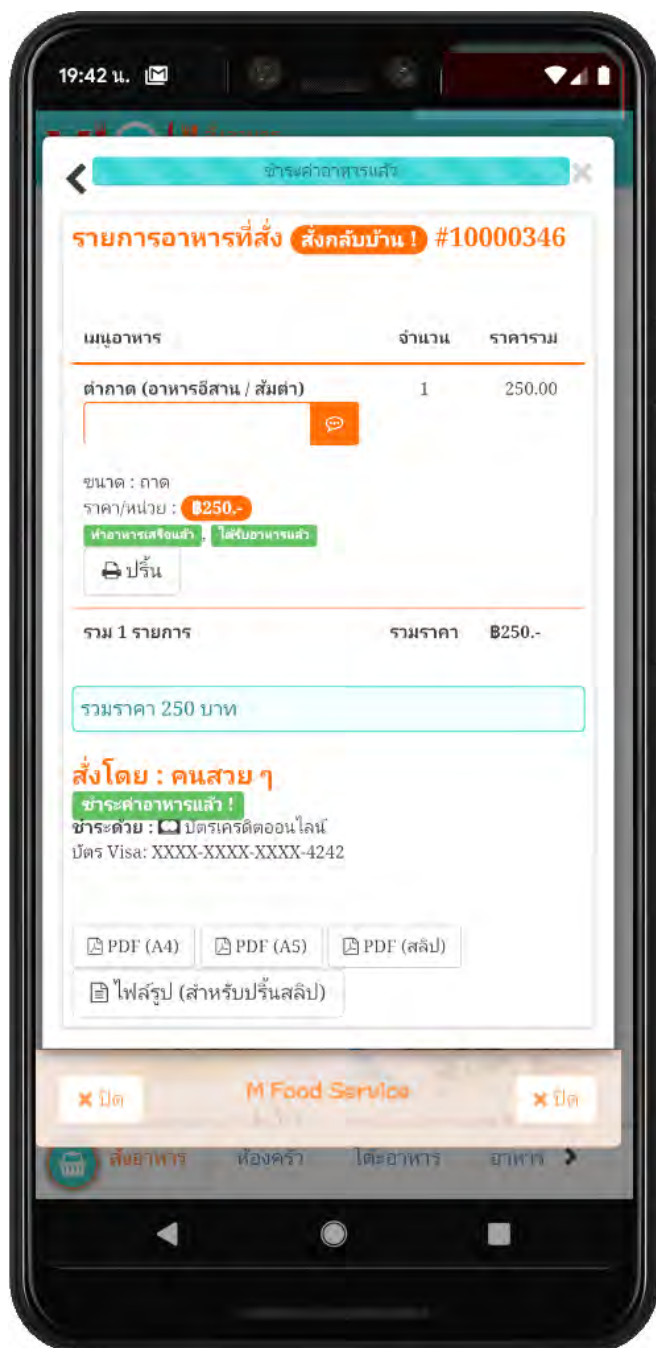 19:42 น.
ชำระค่าอาหารแล้ว
รายการอาหารที่สั่ง สั่งกลับบ้าน ! #10000346
เมนูอาหาร จำนวน ราคารวม
ตำถาด (อาหารอีสาน / ส้มตำ) 1 250.00
ขนาด : ถาด
ราคา/หน่วย : ฿250.-
ทำอาหารเสร็จแล้ว , ได้รับอาหารแล้ว
ปริ้น
รวม 1 รายการ รวมราคา ฿250.-
รวมราคา 250 บาท
สั่งโดย : คนสวย ๆ
ชำระค่าอาหารแล้ว !
ชำระด้วย : บัตรเครดิตออนไลน์
บัตร Visa: XXXX-XXXX-XXXX-4242
PDF (A4) PDF (A5) PDF (สลิป)
ไฟล์รูป (สำหรับปริ้นสลิป)
ปิด M Food Service ปิด
สั่งอาหาร ห้องครัว โต๊ะอาหาร อาหาร